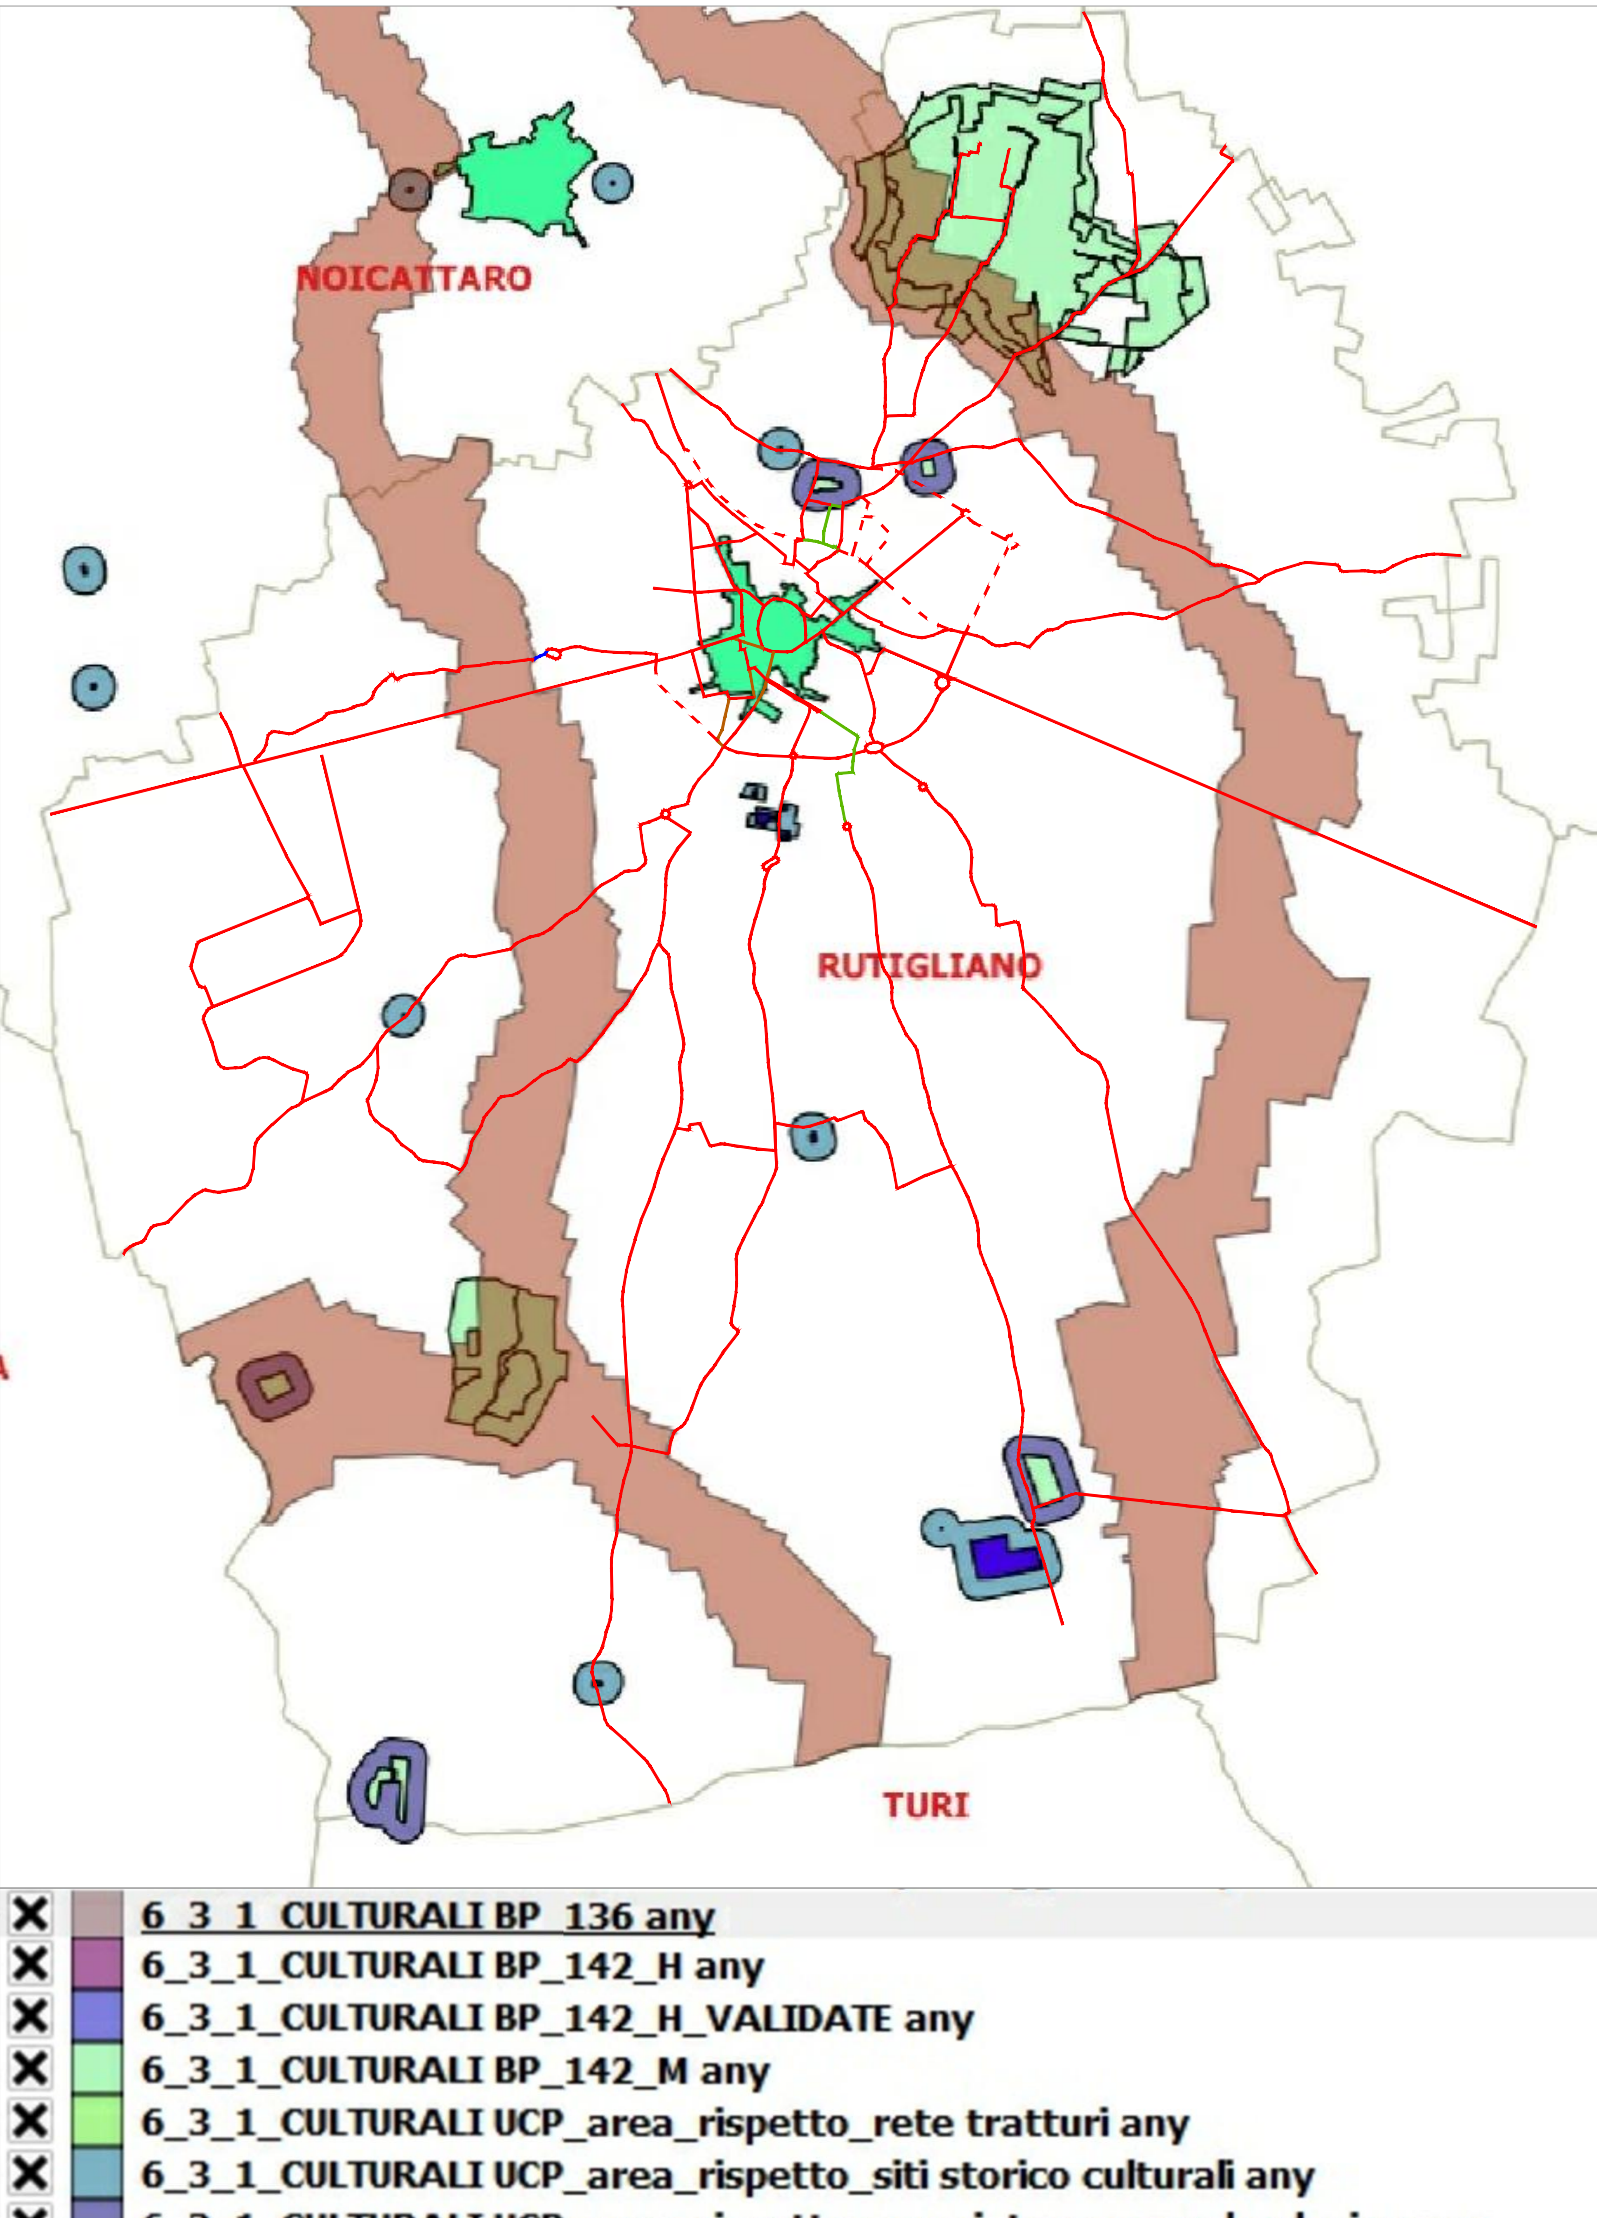 NOICATTARO
RUTIGLIANO
A
TURI
6_3_1_CULTURALI BP_136 any
6_3_1_CULTURALI BP_142_H any
6_3_1_CULTURALI BP_142_H_VALIDATE any
6_3_1_CULTURALI BP_142_M any
6_3_1_CULTURALI UCP_area_rispetto_rete tratturi any
6_3_1_CULTURALI UCP_area_rispetto_siti storico culturali any